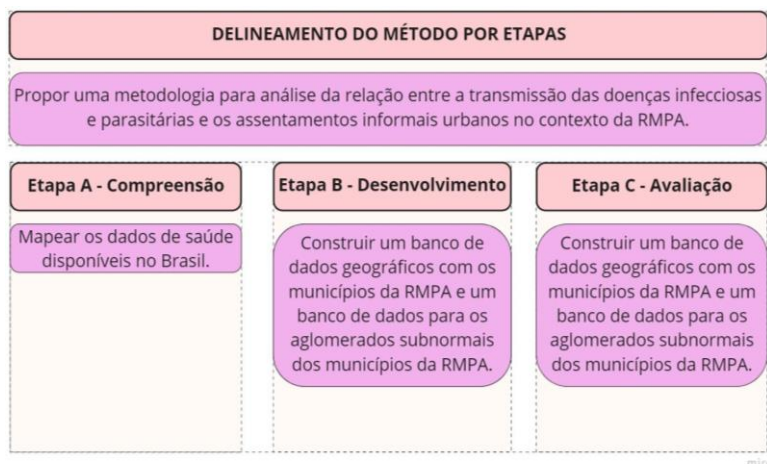 DELINEAMENTO DO MÉTODO POR ETAPAS
Propor uma metodologia para análise da relação entre a transmissão das doenças infecciosas
e parasitárias e os assentamentos informais urbanos no contexto da RMPA.
Etapa A - Compreensão
Mapear os dados de saúde
disponíveis no Brasil.
Etapa B - Desenvolvimento
Construir um banco de
dados geográficos com os
municípios da RMPA e um
banco de dados para os
aglomerados subnormais
dos municípios da RMPA.
Etapa C - Avaliação
Construir um banco de
dados geográficos com os
municípios da RMPA e um
banco de dados para os
aglomerados subnormais
dos municípios da RMPA.